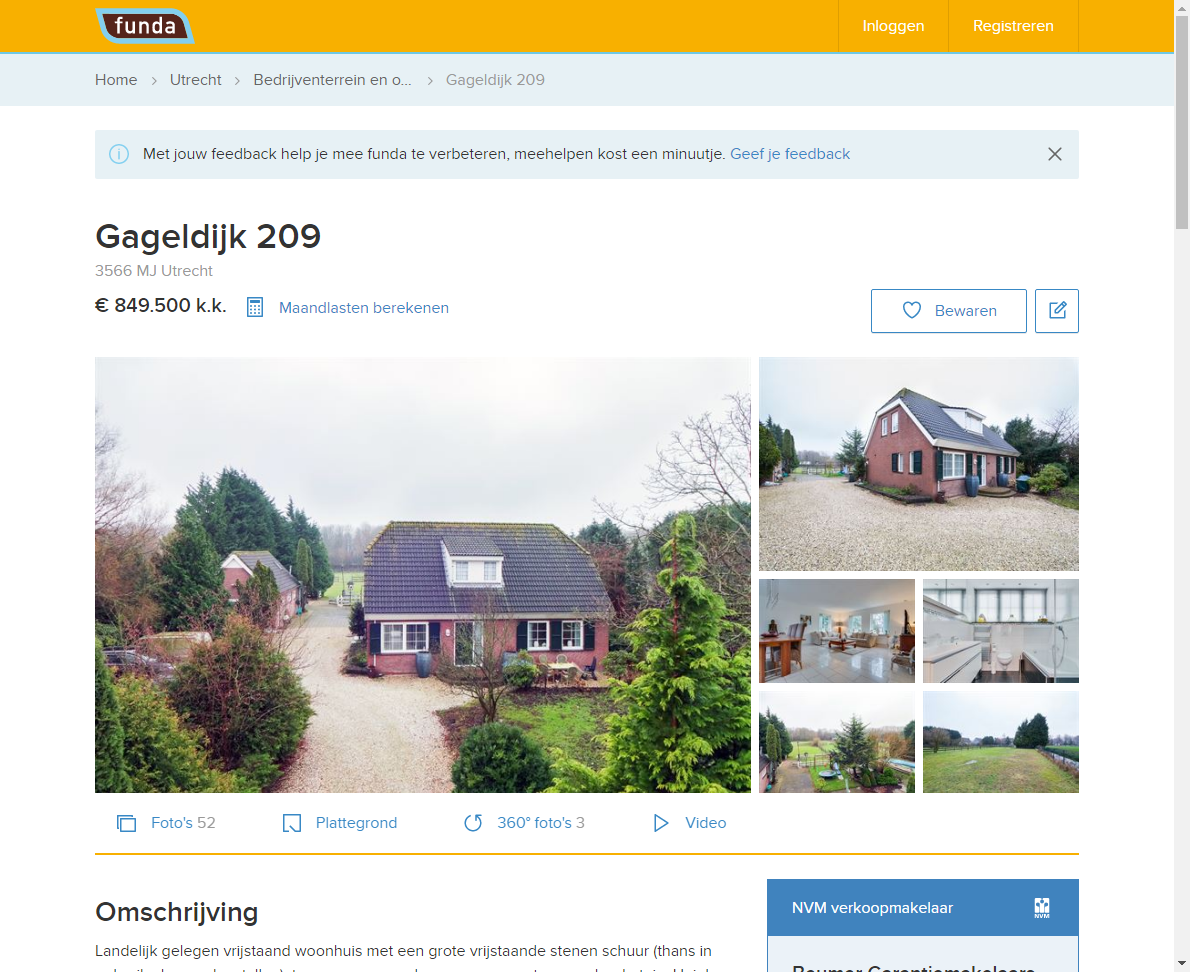 funda
Inloggen
Registreren
Home
Utrecht
Bedrijventerrein en o...
Gageldijk 209
Met jouw feedback help je mee funda te verbeteren, meehelpen kost een minuutje. Geef je feedback
Gageldijk 209
3566 MJ Utrecht
€ 849.500 k.k.
Maandlasten berekenen
Bewaren
Foto's 52
Plattegrond
360° foto's 3
Video
Omschrijving
NVM verkoopmakelaar
NVM
Landelijk gelegen vrijstaand woonhuis met een grote vrijstaande stenen schuur (thans in